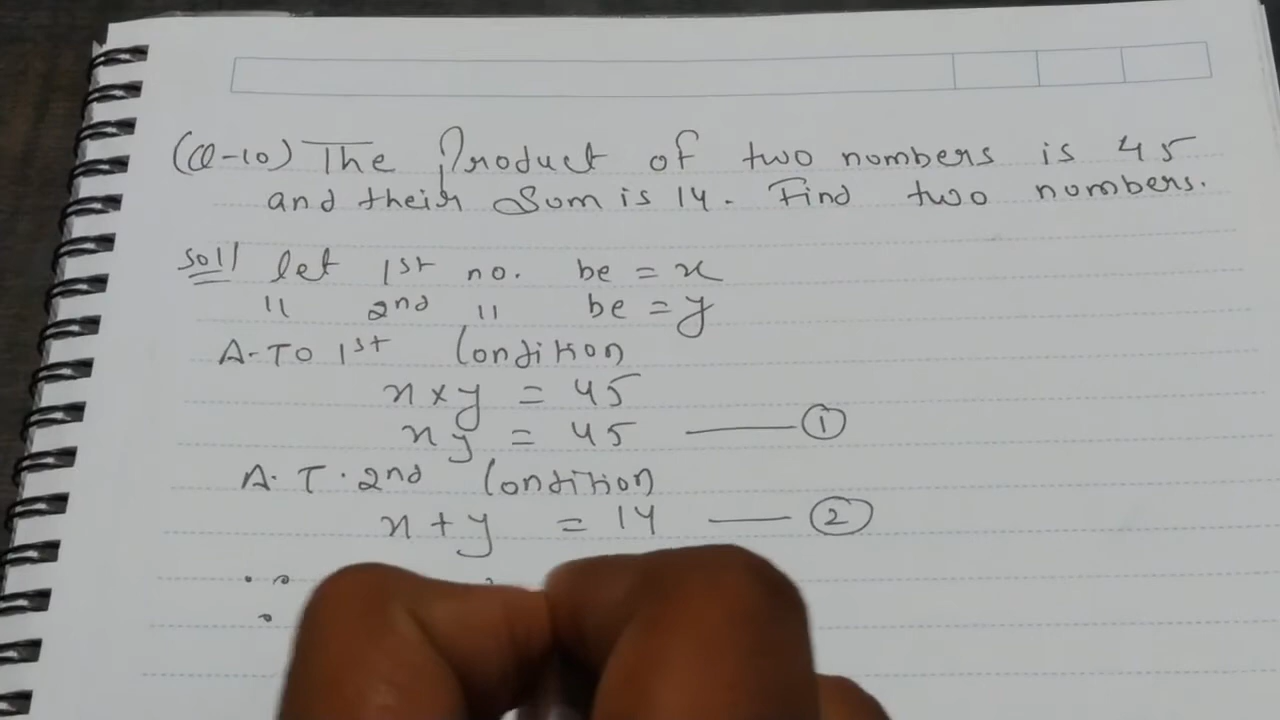 (Q-10) The Product of two numbers is 45
and their Sum is 14. Find two numbers.
Soll let 1st no. be = x
" 2nd " be = y
A-TO 1st Condition
x × y = 45
xy = 45 —— ①
A.T. 2nd Condition
x + y = 14 —— ②